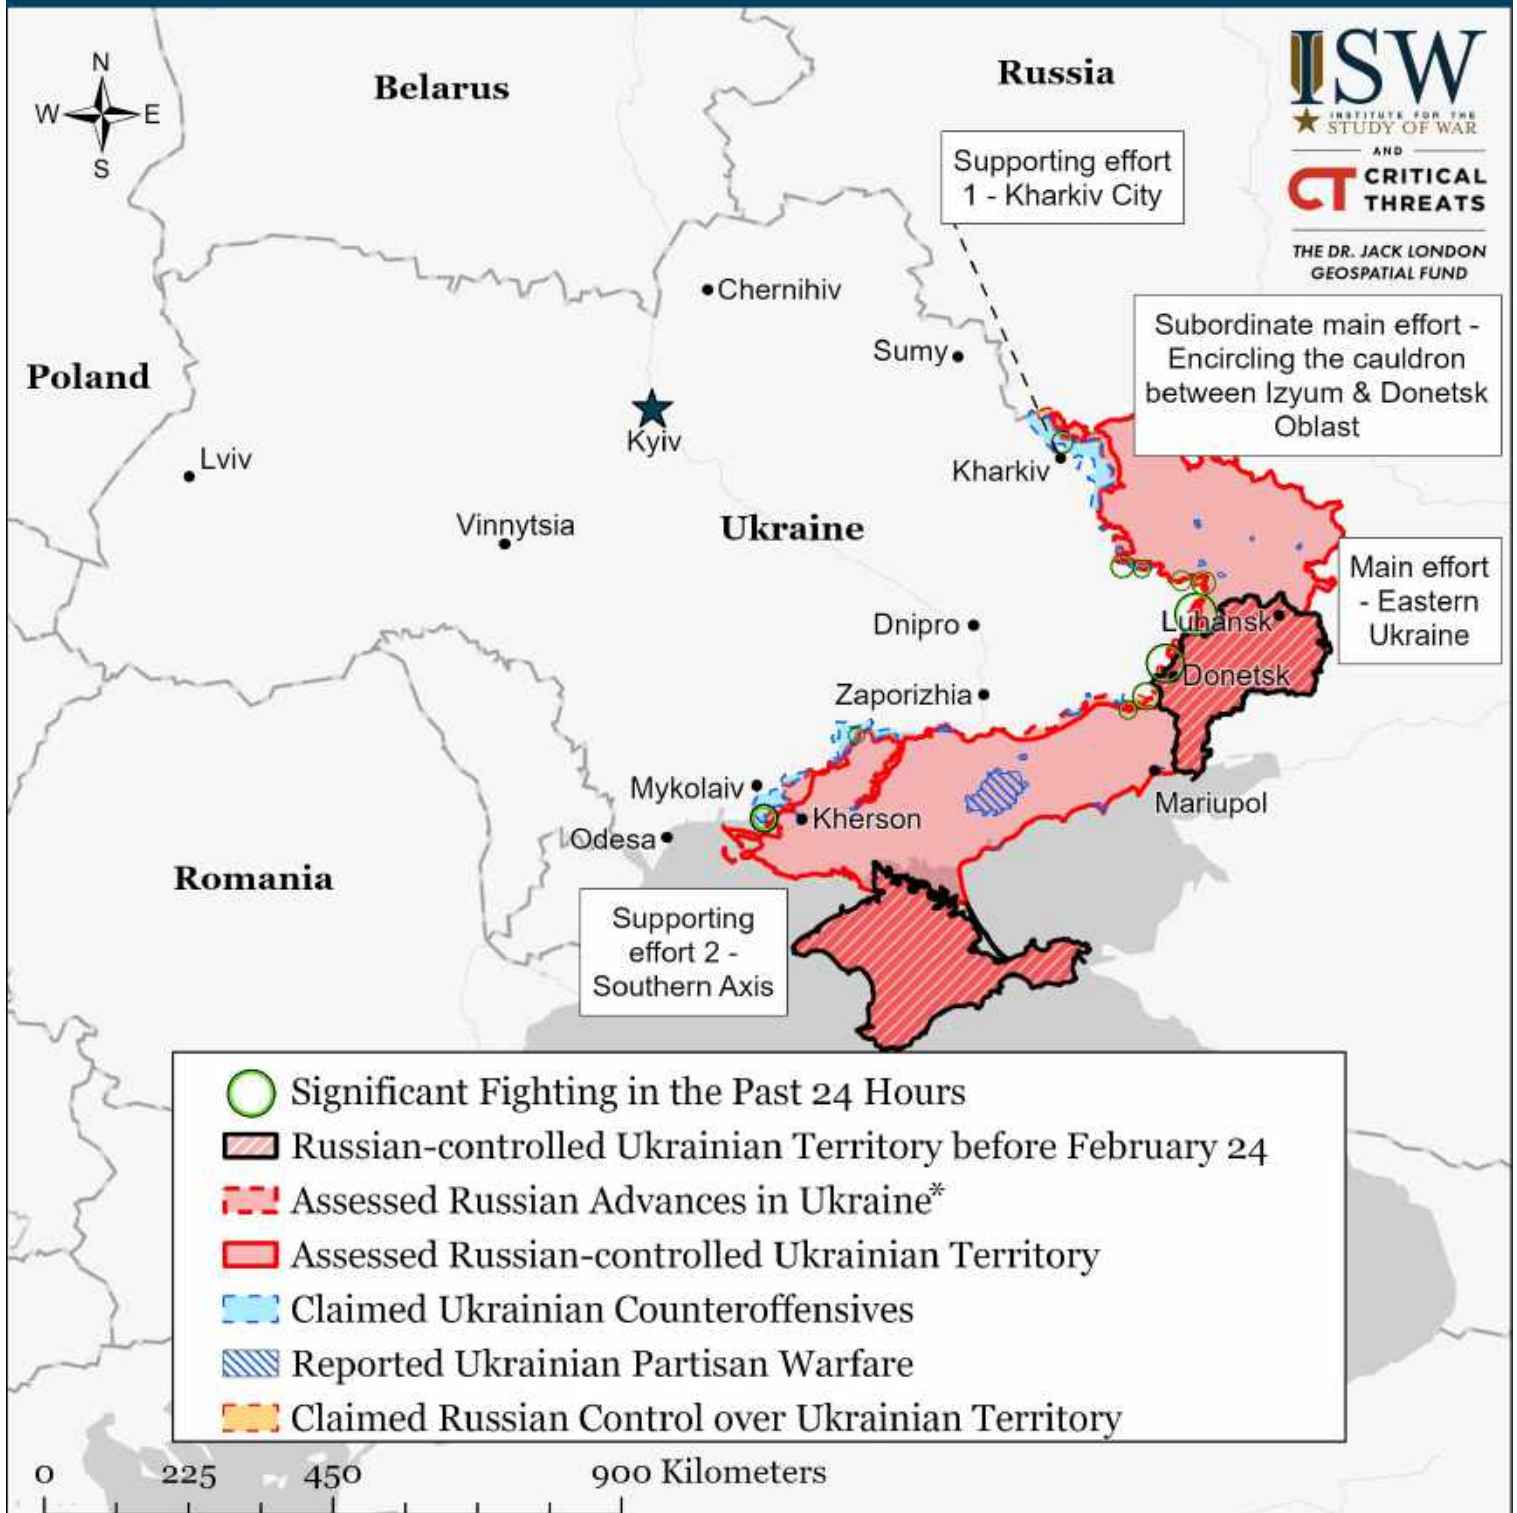 N
W E
S
Belarus
Russia
ISW
INSTITUTE FOR THE
STUDY OF WAR
AND
CT CRITICAL
THREATS
THE DR. JACK LONDON
GEOSPATIAL FUND
Supporting effort
1 - Kharkiv City
Chernihiv
Sumy
Subordinate main effort -
Encircling the cauldron
between Izyum & Donetsk
Oblast
Poland
Kyiv
Lviv
Kharkiv
Vinnytsia
Ukraine
Main effort
- Eastern
Ukraine
Dnipro
Luhansk
Donetsk
Zaporizhia
Mykolaiv
Mariupol
Kherson
Odesa
Romania
Supporting
effort 2 -
Southern Axis
Significant Fighting in the Past 24 Hours
Russian-controlled Ukrainian Territory before February 24
Assessed Russian Advances in Ukraine*
Assessed Russian-controlled Ukrainian Territory
Claimed Ukrainian Counteroffensives
Reported Ukrainian Partisan Warfare
Claimed Russian Control over Ukrainian Territory
0 225 450 900 Kilometers